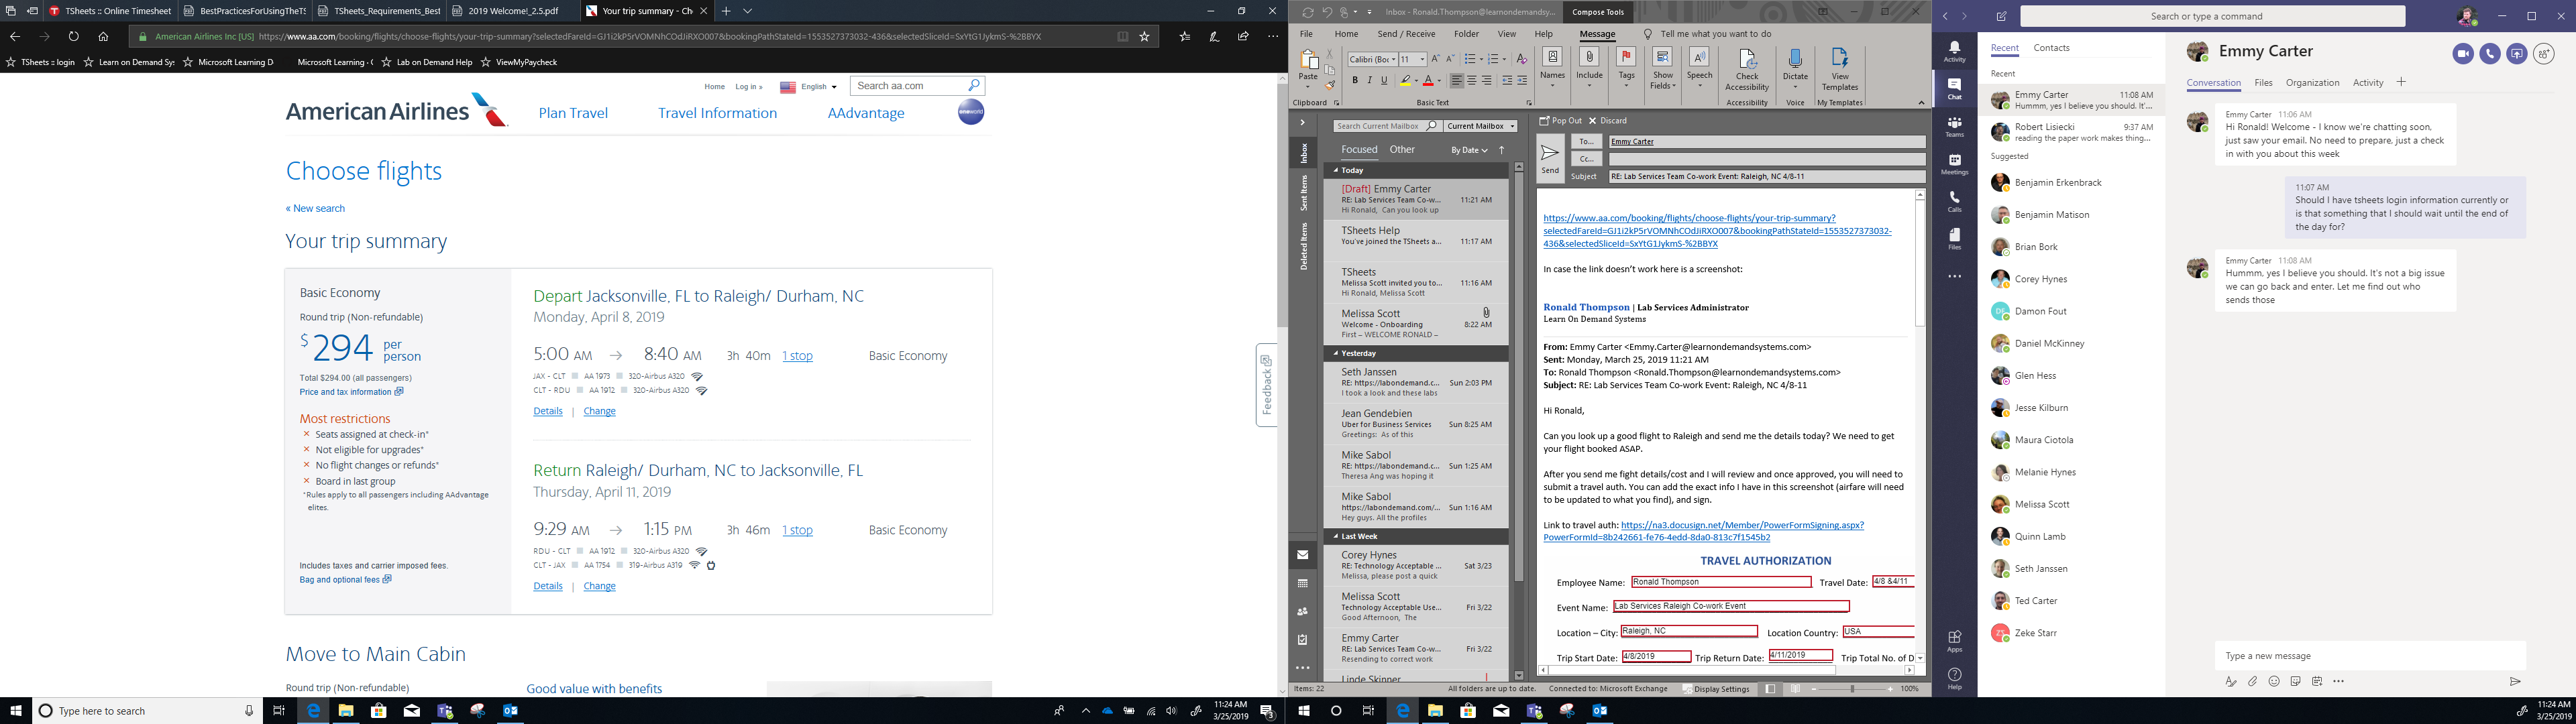 TSheets :: Online Timesheet
BestPracticesForUsingTheTS
TSheets_Requirements_Best
2019 Welcome!_2.5.pdf
Your trip summary - Ch
American Airlines Inc [US]
https://www.aa.com/booking/flights/choose-flights/your-trip-summary?selectedFareId=GJ1i2kP5rVOMNhCOdJiRXO007&bookingPathStateId=1553527373032-436&selectedSliceId=SxYtG1JykmS-%2BBYX
TSheets :: login
Learn on Demand Sy:
Microsoft Learning D
Microsoft Learning - (
Lab on Demand Help
ViewMyPaycheck
Home
Log in »
English
Search aa.com
American Airlines
Plan Travel
Travel Information
AAdvantage
oneworld
Choose flights
« New search
Your trip summary
Basic Economy
Round trip (Non-refundable)
$ 294 per person
Total $294.00 (all passengers)
Price and tax information
Most restrictions
Seats assigned at check-in*
Not eligible for upgrades*
No flight changes or refunds*
Board in last group
*Rules apply to all passengers including AAdvantage
elites.
Includes taxes and carrier imposed fees.
Bag and optional fees
Depart Jacksonville, FL to Raleigh/ Durham, NC
Monday, April 8, 2019
5:00 AM → 8:40 AM 3h 40m 1 stop Basic Economy
JAX - CLT AA 1973 320-Airbus A320
CLT - RDU AA 1912 320-Airbus A320
Details | Change
Return Raleigh/ Durham, NC to Jacksonville, FL
Thursday, April 11, 2019
9:29 AM → 1:15 PM 3h 46m 1 stop Basic Economy
RDU - CLT AA 1912 320-Airbus A320
CLT - JAX AA 1754 319-Airbus A319
Details | Change
Move to Main Cabin
Round trip (Non-refundable)
Good value with benefits
Feedback
Type here to search
11:24 AM
3/25/2019
3
Inbox - Ronald.Thompson@learnondemandsy...
Compose Tools
File
Home
Send / Receive
Folder
View
Help
Message
Tell me what you want to do
Paste
Calibri (Boc
11
B I U
Names
Include
Tags
Show
Fields
Speech
Check
Accessibility
Dictate
View
Templates
Clipboard
Basic Text
Accessibility
Voice
My Templates
Search Current Mailbox
Current Mailbox
Focused
Other
By Date
Inbox
Sent Items
Deleted Items
Today
[Draft] Emmy Carter
RE: Lab Services Team Co-w... 11:21 AM
Hi Ronald, Can you look up
TSheets Help
You've joined the TSheets a... 11:17 AM
TSheets
Melissa Scott invited you to... 11:16 AM
Hi Ronald, Melissa Scott
Melissa Scott
Welcome - Onboarding 8:22 AM
First – WELCOME RONALD –
Yesterday
Seth Janssen
RE: https://labondemand.c... Sun 2:03 PM
I took a look and these labs
Jean Gendebien
Uber for Business Services Sun 8:25 AM
Greetings: As of this
Mike Sabol
RE: https://labondemand.c... Sun 1:25 AM
Theresa Ang was hoping it
Mike Sabol
https://labondemand.com/... Sun 1:16 AM
Hey guys. All the profiles
Last Week
Corey Hynes
RE: Technology Acceptable ... Sat 3/23
Melissa, please post a quick
Melissa Scott
Technology Acceptable Use... Fri 3/22
Good Afternoon, The
Emmy Carter
RE: Lab Services Team Co-w... Fri 3/22
Resending to correct work
Linde Skinner
Items: 22
All folders are up to date.
Connected to: Microsoft Exchange
Display Settings
100%
Pop Out
Discard
Send
To...
Emmy Carter
Cc...
Subject
RE: Lab Services Team Co-work Event: Raleigh, NC 4/8-11
https://www.aa.com/booking/flights/choose-flights/your-trip-summary?
selectedFareId=GJ1i2kP5rVOMNhCOdJiRXO007&bookingPathStateId=1553527373032-
436&selectedSliceId=SxYtG1JykmS-%2BBYX
In case the link doesn't work here is a screenshot:
Ronald Thompson | Lab Services Administrator
Learn On Demand Systems
From: Emmy Carter <Emmy.Carter@learnondemandsystems.com>
Sent: Monday, March 25, 2019 11:21 AM
To: Ronald Thompson <Ronald.Thompson@learnondemandsystems.com>
Subject: RE: Lab Services Team Co-work Event: Raleigh, NC 4/8-11
Hi Ronald,
Can you look up a good flight to Raleigh and send me the details today? We need to get
your flight booked ASAP.
After you send me fight details/cost and I will review and once approved, you will need to
submit a travel auth. You can add the exact info I have in this screenshot (airfare will need
to be updated to what you find), and sign.
Link to travel auth: https://na3.docusign.net/Member/PowerFormSigning.aspx?
PowerFormId=8b242661-fe76-4edd-8da0-813c7f1545b2
TRAVEL AUTHORIZATION
Employee Name: Ronald Thompson Travel Date: 4/8 &4/11
Event Name: Lab Services Raleigh Co-work Event
Location – City: Raleigh, NC Location Country: USA
Trip Start Date: 4/8/2019 Trip Return Date: 4/11/2019 Trip Total No. of D
Search or type a command
Activity
Chat
Teams
Meetings
Calls
Files
Apps
Help
Recent
Contacts
Recent
Emmy Carter 11:08 AM
Hummm, yes I believe you should. It'...
Robert Lisiecki 9:37 AM
reading the paper work makes thing...
Suggested
Benjamin Erkenbrack
Benjamin Matison
Brian Bork
Corey Hynes
Damon Fout
Daniel McKinney
Glen Hess
Jesse Kilburn
Maura Ciotola
Melanie Hynes
Melissa Scott
Quinn Lamb
Seth Janssen
Ted Carter
Zeke Starr
Emmy Carter
Conversation
Files
Organization
Activity
Emmy Carter 11:06 AM
Hi Ronald! Welcome - I know we're chatting soon,
just saw your email. No need to prepare, just a check
in with you about this week
11:07 AM
Should I have tsheets login information currently or
is that something that I should wait until the end of
the day for?
Emmy Carter 11:08 AM
Hummm, yes I believe you should. It's not a big issue
we can go back and enter. Let me find out who
sends those
Type a new message
11:24 AM
3/25/2019